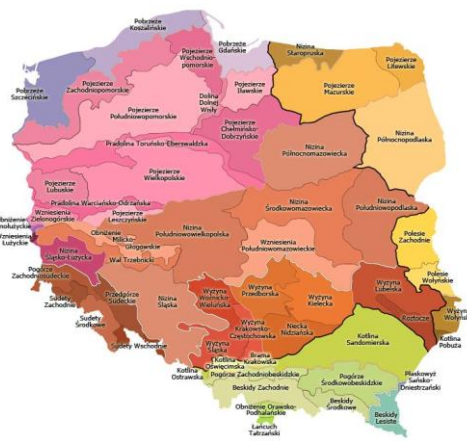 Pobrzeże
Koszalińskie
Pobrzeże
Gdańskie
Nizina
Staropruska
Pojezierze
Wschodnio-
pomorskie
Pojezierze
Litewskie
Pobrzeże
Szczecińskie
Pojezierze
Zachodniopomorskie
Pojezierze
Iławskie
Pojezierze
Mazurskie
Pojezierze
Południowopomorskie
Dolina
Dolnej
Wisły
Pojezierze
Chełmińsko-
Dobrzyńskie
Pradolina Toruńsko-Eberswaldzka
Nizina
Północnomazowiecka
Nizina
Północnopodlaska
Pojezierze
Lubuskie
Pojezierze
Wielkopolskie
Pradolina Warciańsko-Odrzańska
Wzniesienia
Zielonogórskie
Pojezierze
Leszczyńskie
Nizina
Środkowomazowiecka
Nizina
Południowopodlaska
Obniżenie
Milicko-
Głogowskie
Nizina
Południowowielkopolska
Wzniesienia
Południowomazowieckie
Polesie
Zachodnie
Wzniesienia
Łużyckie
Nizina
Śląsko-Łużycka
Wał Trzebnicki
Polesie
Wołyńskie
Pogórze
Zachodniosudeckie
Sudety
Zachodnie
Przedgórze
Sudeckie
Nizina
Śląska
Wyżyna
Woźnicko-
Wieluńska
Wyżyna
Przedborska
Wyżyna
Kielecka
Wyżyna
Lubelska
Roztocze
Sudety
Środkowe
Wyżyna
Krakowsko-
Częstochowska
Niecka
Nidziańska
Kotlina
Pobuża
Sudety Wschodnie
Wyżyna
Śląska
Brama
Krakowska
Kotlina
Sandomierska
Kotlina
Ostrawska
Kotlina
Oświęcimska
Pogórze Zachodniobeskidzkie
Pogórze
Środkowobeskidzkie
Płaskowyż
Sańsko-
Dniestrzański
Beskidy Zachodnie
Obniżenie Orawsko-
Podhalańskie
Beskidy
Środkowe
Beskidy
Lesiste
Łańcuch
Tatrzański